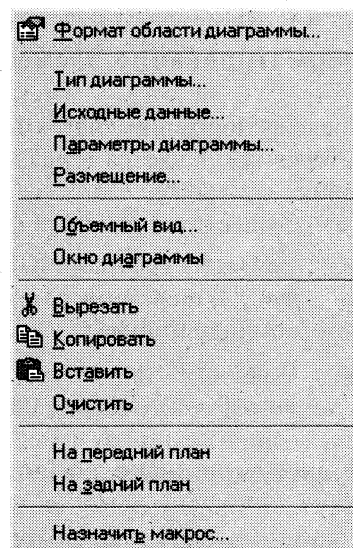 Формат области диаграммы...
Тип диаграммы...
Исходные данные...
Параметры диаграммы...
Размещение...
Объемный вид...
Окно диаграммы
Вырезать
Копировать
Вставить
Очистить
На передний план
На задний план
Назначить макрос...